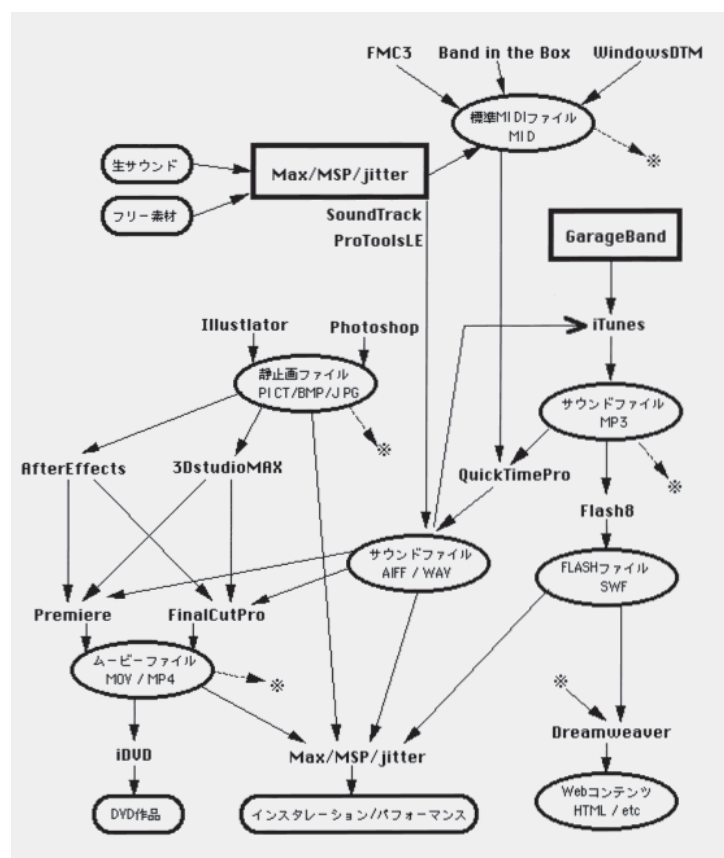 FMC3 Band in the Box WindowsDTM
標準MIDIファイル
MID
※
生サウンド
Max/MSP/jitter
フリー素材
SoundTrack
ProToolsLE
GarageBand
Illustlator
Photoshop
iTunes
静止画ファイル
PICT/BMP/JPG
※
サウンドファイル
MP3
※
AfterEffects
3DstudioMAX
QuickTimePro
Flash8
サウンドファイル
AIFF / WAV
FLASHファイル
SWF
Premiere
FinalCutPro
ムービーファイル
MOV / MP4
※
※
iDVD
Max/MSP/jitter
Dreamweaver
DVD作品
インスタレーション/パフォーマンス
Webコンテンツ
HTML / etc